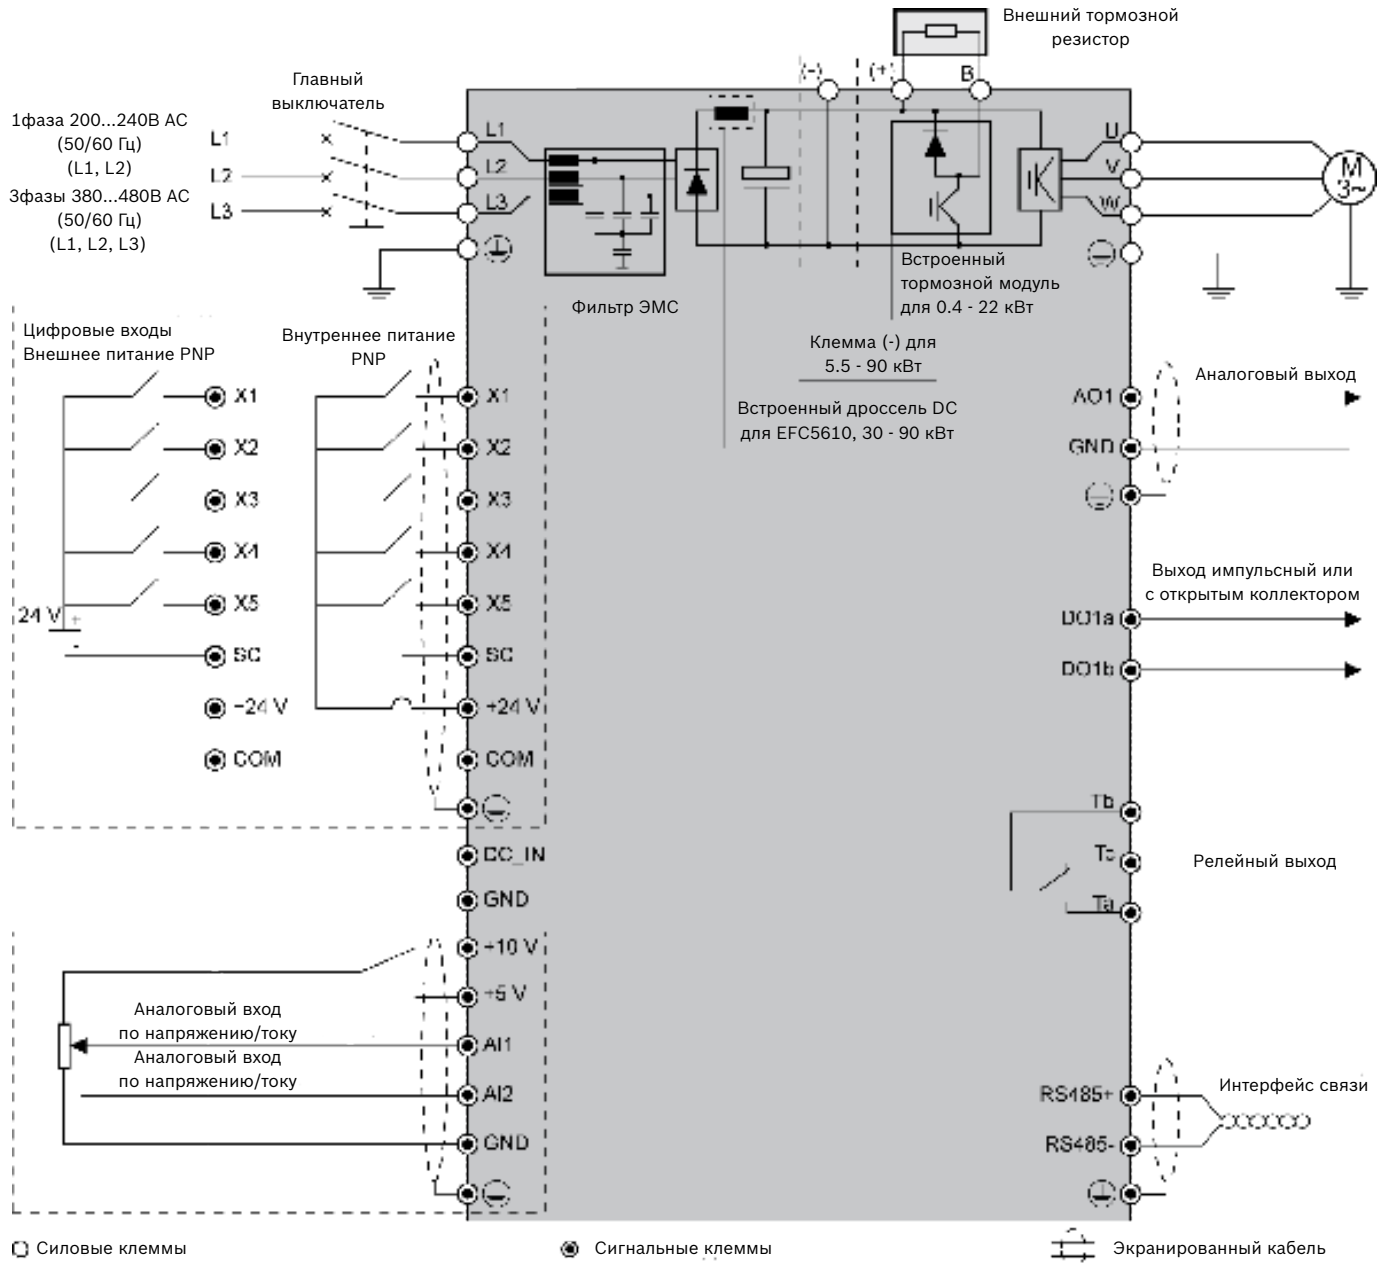 Внешний тормозной
резистор
(-)
(+)
B
Главный
выключатель
1фаза 200...240В AC
(50/60 Гц)
(L1, L2)
3фазы 380...480В AC
(50/60 Гц)
(L1, L2, L3)
L1
L2
L3
L1
L2
L3
U
V
W
M
3~
Фильтр ЭМС
Встроенный
тормозной модуль
для 0.4 - 22 кВт
Клемма (-) для
5.5 - 90 кВт
Встроенный дроссель DC
для EFC5610, 30 - 90 кВт
Цифровые входы
Внешнее питание PNP
Внутреннее питание
PNP
X1
X2
X3
X4
X5
24 V
+
-
SC
+24 V
COM
X1
X2
X3
X4
X5
SC
+24 V
COM
DC_IN
GND
+10 V
+5 V
AI1
AI2
GND
Аналоговый вход
по напряжению/току
Аналоговый вход
по напряжению/току
Аналоговый выход
AO1
GND
Выход импульсный или
с открытым коллектором
DO1a
DO1b
Tb
Tc
Ta
Релейный выход
RS485+
RS485-
Интерфейс связи
Силовые клеммы
Сигнальные клеммы
Экранированный кабель